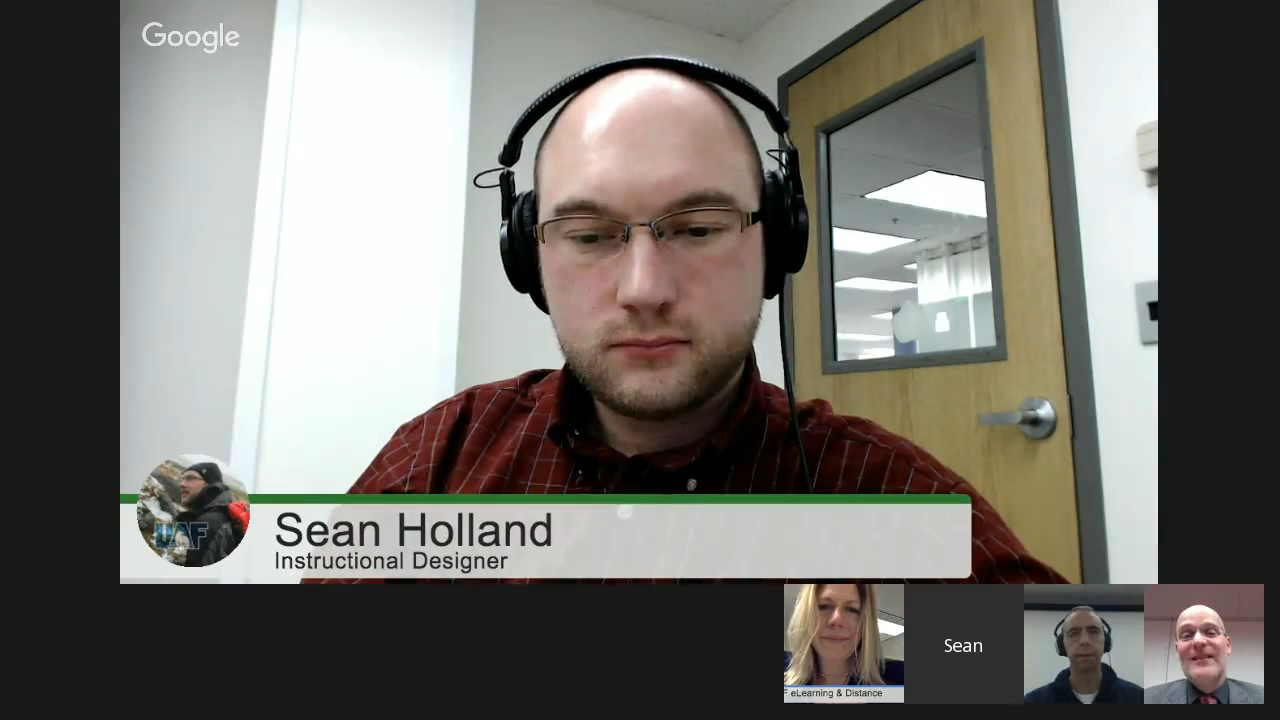 Google
UAF
Sean Holland
Instructional Designer
Sean
F eLearning & Distance